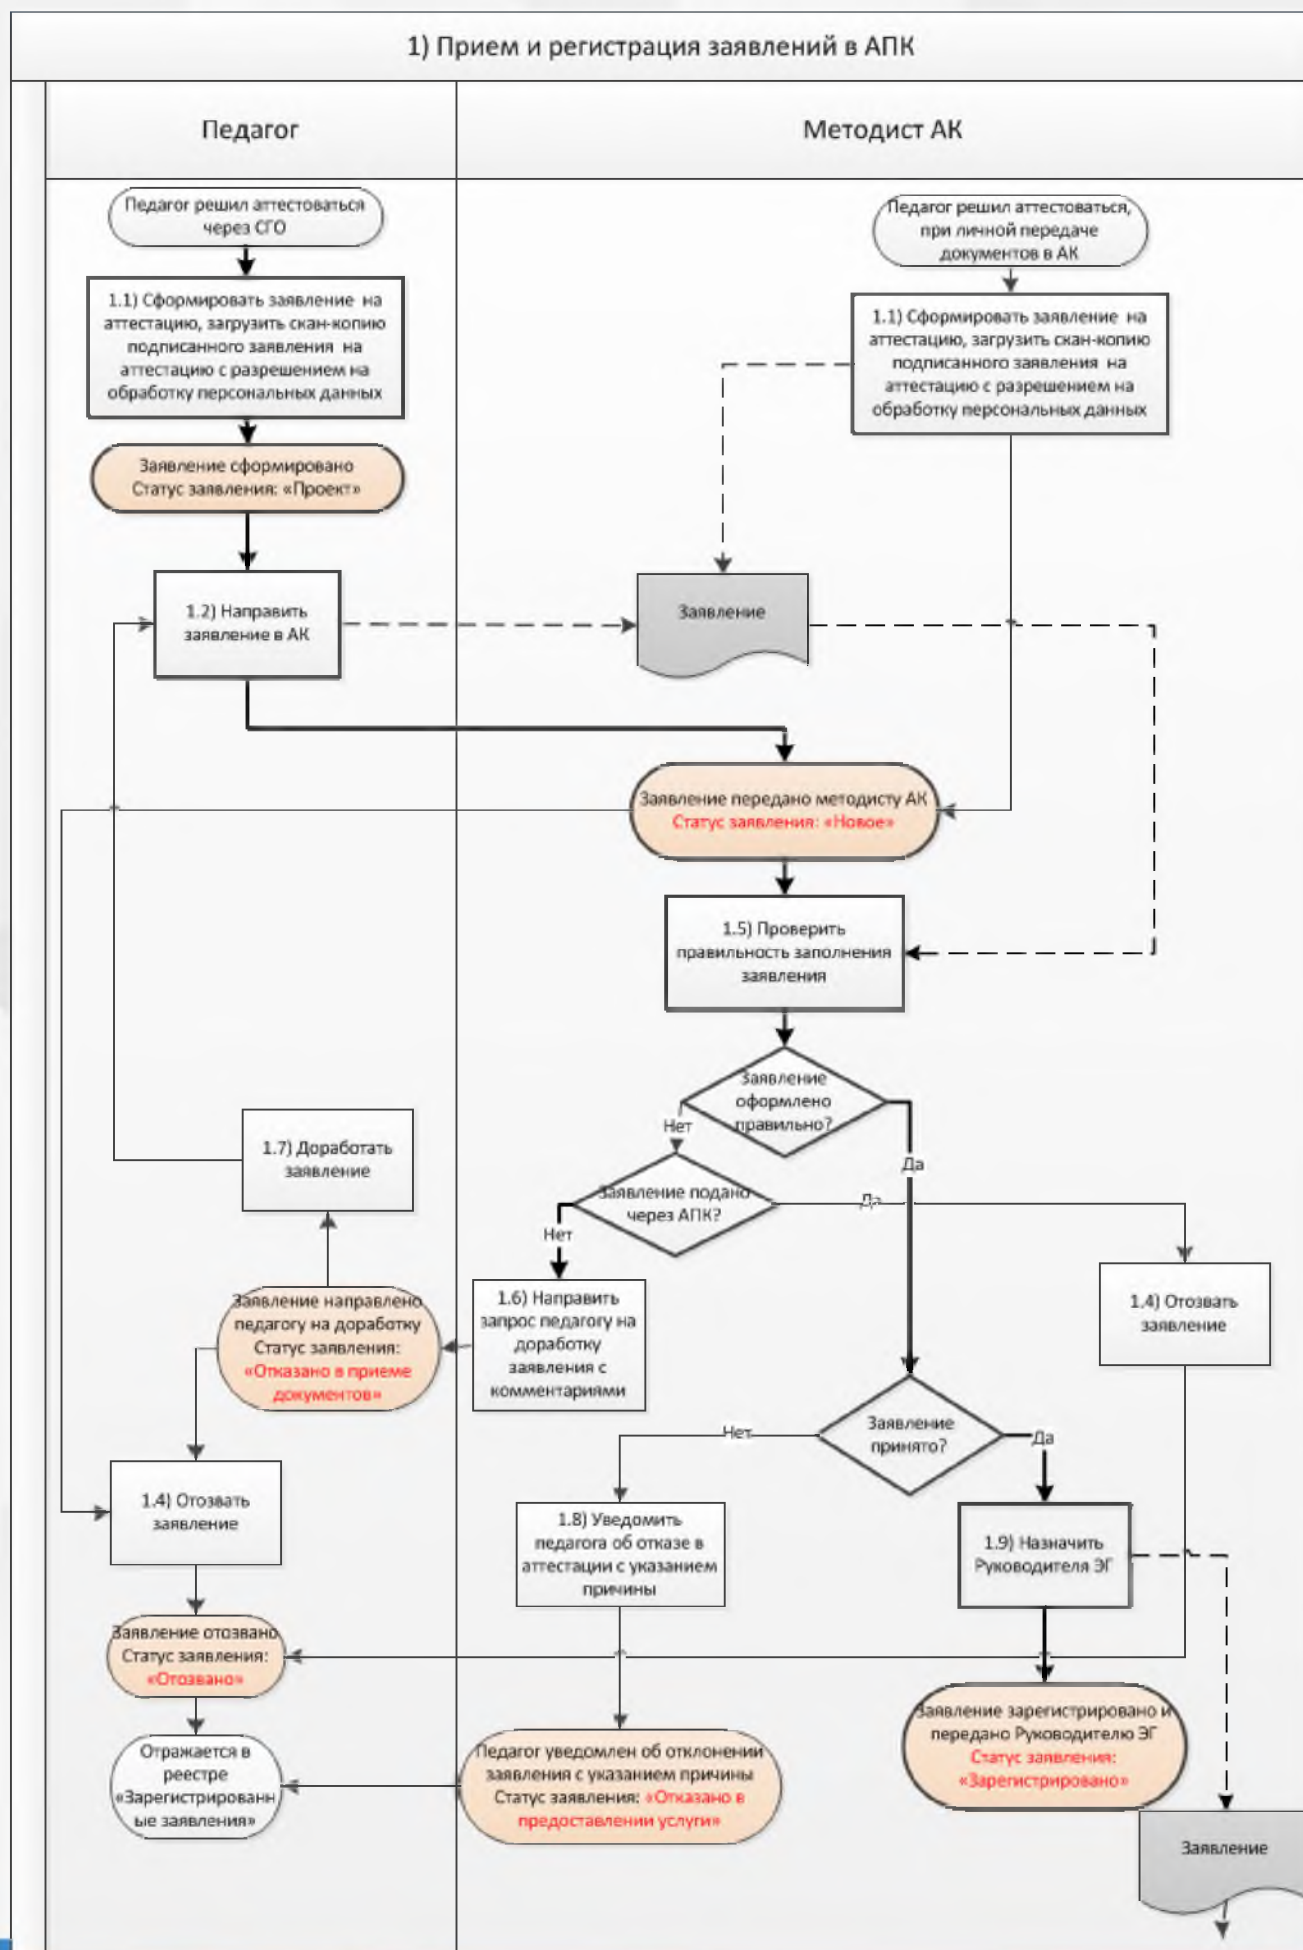 1) Прием и регистрация заявлений в АПК
Педагог
Методист АК
Педагог решил аттестоваться
через СГО
Педагог решил аттестоваться,
при личной передаче
документов в АК
1.1) Сформировать заявление на
аттестацию, загрузить скан-копию
подписанного заявления на
аттестацию с разрешением на
обработку персональных данных
1.1) Сформировать заявление на
аттестацию, загрузить скан-копию
подписанного заявления на
аттестацию с разрешением на
обработку персональных данных
Заявление сформировано
Статус заявления: «Проект»
1.2) Направить
заявление в АК
Заявление
Заявление передано методисту АК
Статус заявления: «Новое»
1.5) Проверить
правильность заполнения
заявления
Заявление
оформлено
правильно?
Нет
Да
1.7) Доработать
заявление
Заявление подано
через АПК?
Да
Нет
1.6) Направить
запрос педагогу на
доработку
заявления с
комментариями
1.4) Отозвать
заявление
Заявление направлено
педагогу на доработку
Статус заявления:
«Отказано в приеме
документов»
Заявление
принято?
Нет
Да
1.4) Отозвать
заявление
1.8) Уведомить
педагога об отказе в
аттестации с указанием
причины
1.9) Назначить
Руководителя ЭГ
Заявление отозвано
Статус заявления:
«Отозвано»
Заявление зарегистрировано и
передано Руководителю ЭГ
Статус заявления:
«Зарегистрировано»
Отражается в
реестре
«Зарегистрированн
ые заявления»
Педагог уведомлен об отклонении
заявления с указанием причины
Статус заявления: «Отказано в
предоставлении услуги»
Заявление